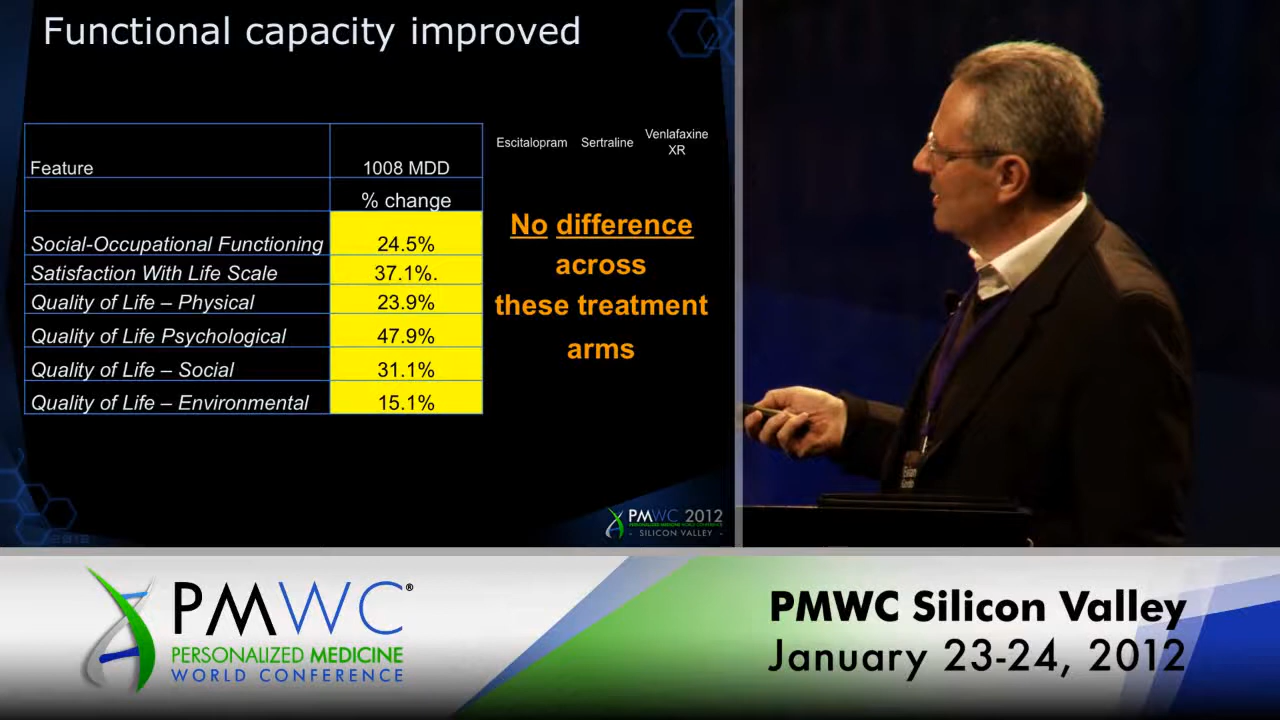 Functional capacity improved
Feature
1008 MDD
% change
Social-Occupational Functioning
24.5%
Satisfaction With Life Scale
37.1%.
Quality of Life – Physical
23.9%
Quality of Life Psychological
47.9%
Quality of Life – Social
31.1%
Quality of Life – Environmental
15.1%
Escitalopram
Sertraline
Venlafaxine
XR
No difference
across
these treatment
arms
PMWC 2012
PERSONALIZED MEDICINE WORLD CONFERENCE
- SILICON VALLEY -
PMWC®
PERSONALIZED MEDICINE
WORLD CONFERENCE
PMWC Silicon Valley
January 23-24, 2012